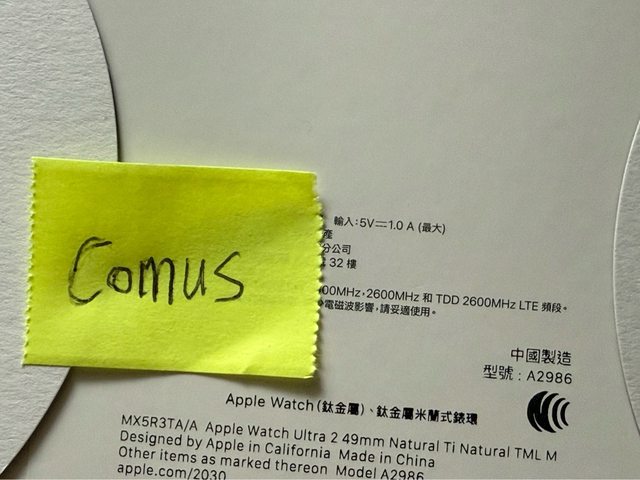 Comus
輸入:5V⎓1.0 A (最大)
產
分公司
32 樓
00MHz,2600MHz 和 TDD 2600MHz LTE 頻段。
電磁波影響,請妥適使用。
中國製造
型號:A2986
Apple Watch(鈦金屬)、鈦金屬米蘭式錶環
MX5R3TA/A Apple Watch Ultra 2 49mm Natural Ti Natural TML M
Designed by Apple in California Made in China
Other items as marked thereon Model A2986
apple.com/2030